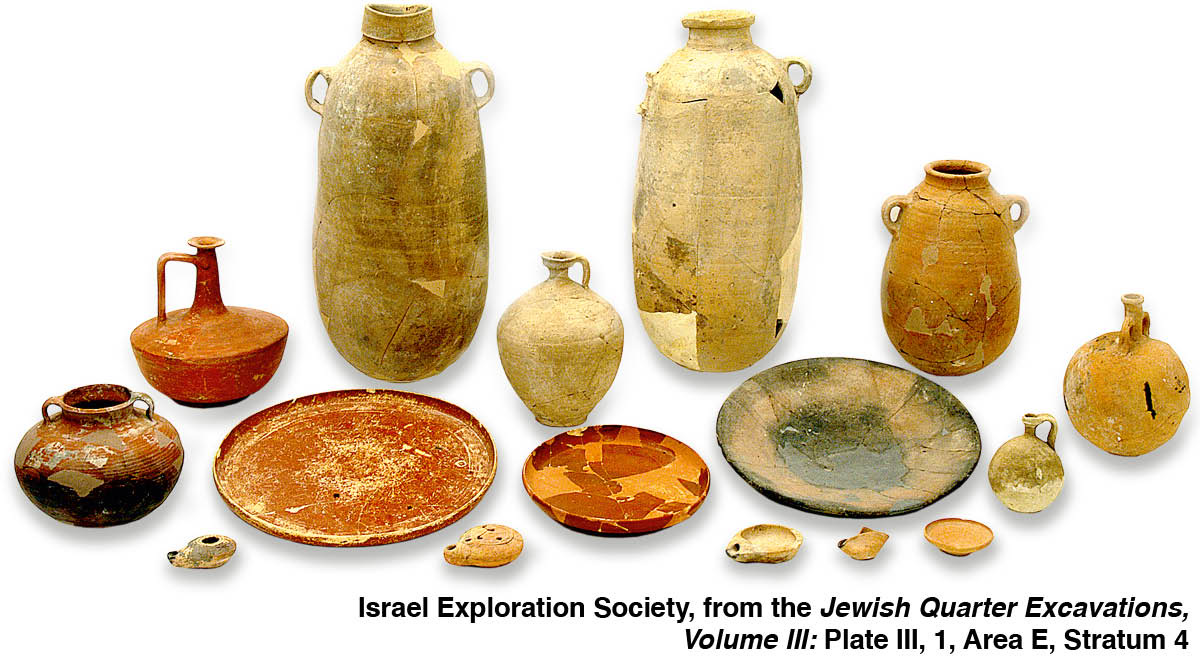 Israel Exploration Society, from the Jewish Quarter Excavations,
Volume III: Plate III, 1, Area E, Stratum 4